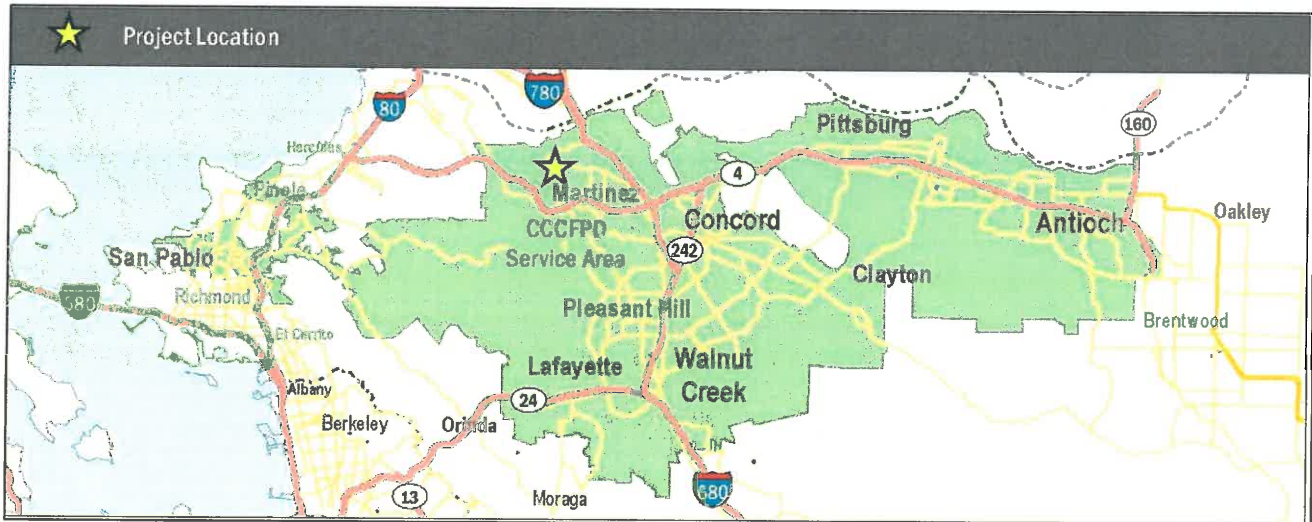 Project Location
80
780
160
Hercules
Pittsburg
Pinole
Martinez
4
CCCFPD
Service Area
Concord
242
Antioch
Oakley
San Pablo
Richmond
Clayton
Pleasant Hill
El Cerrito
Brentwood
Lafayette
Walnut
Creek
Albany
24
Berkeley
Orinda
13
Moraga
680